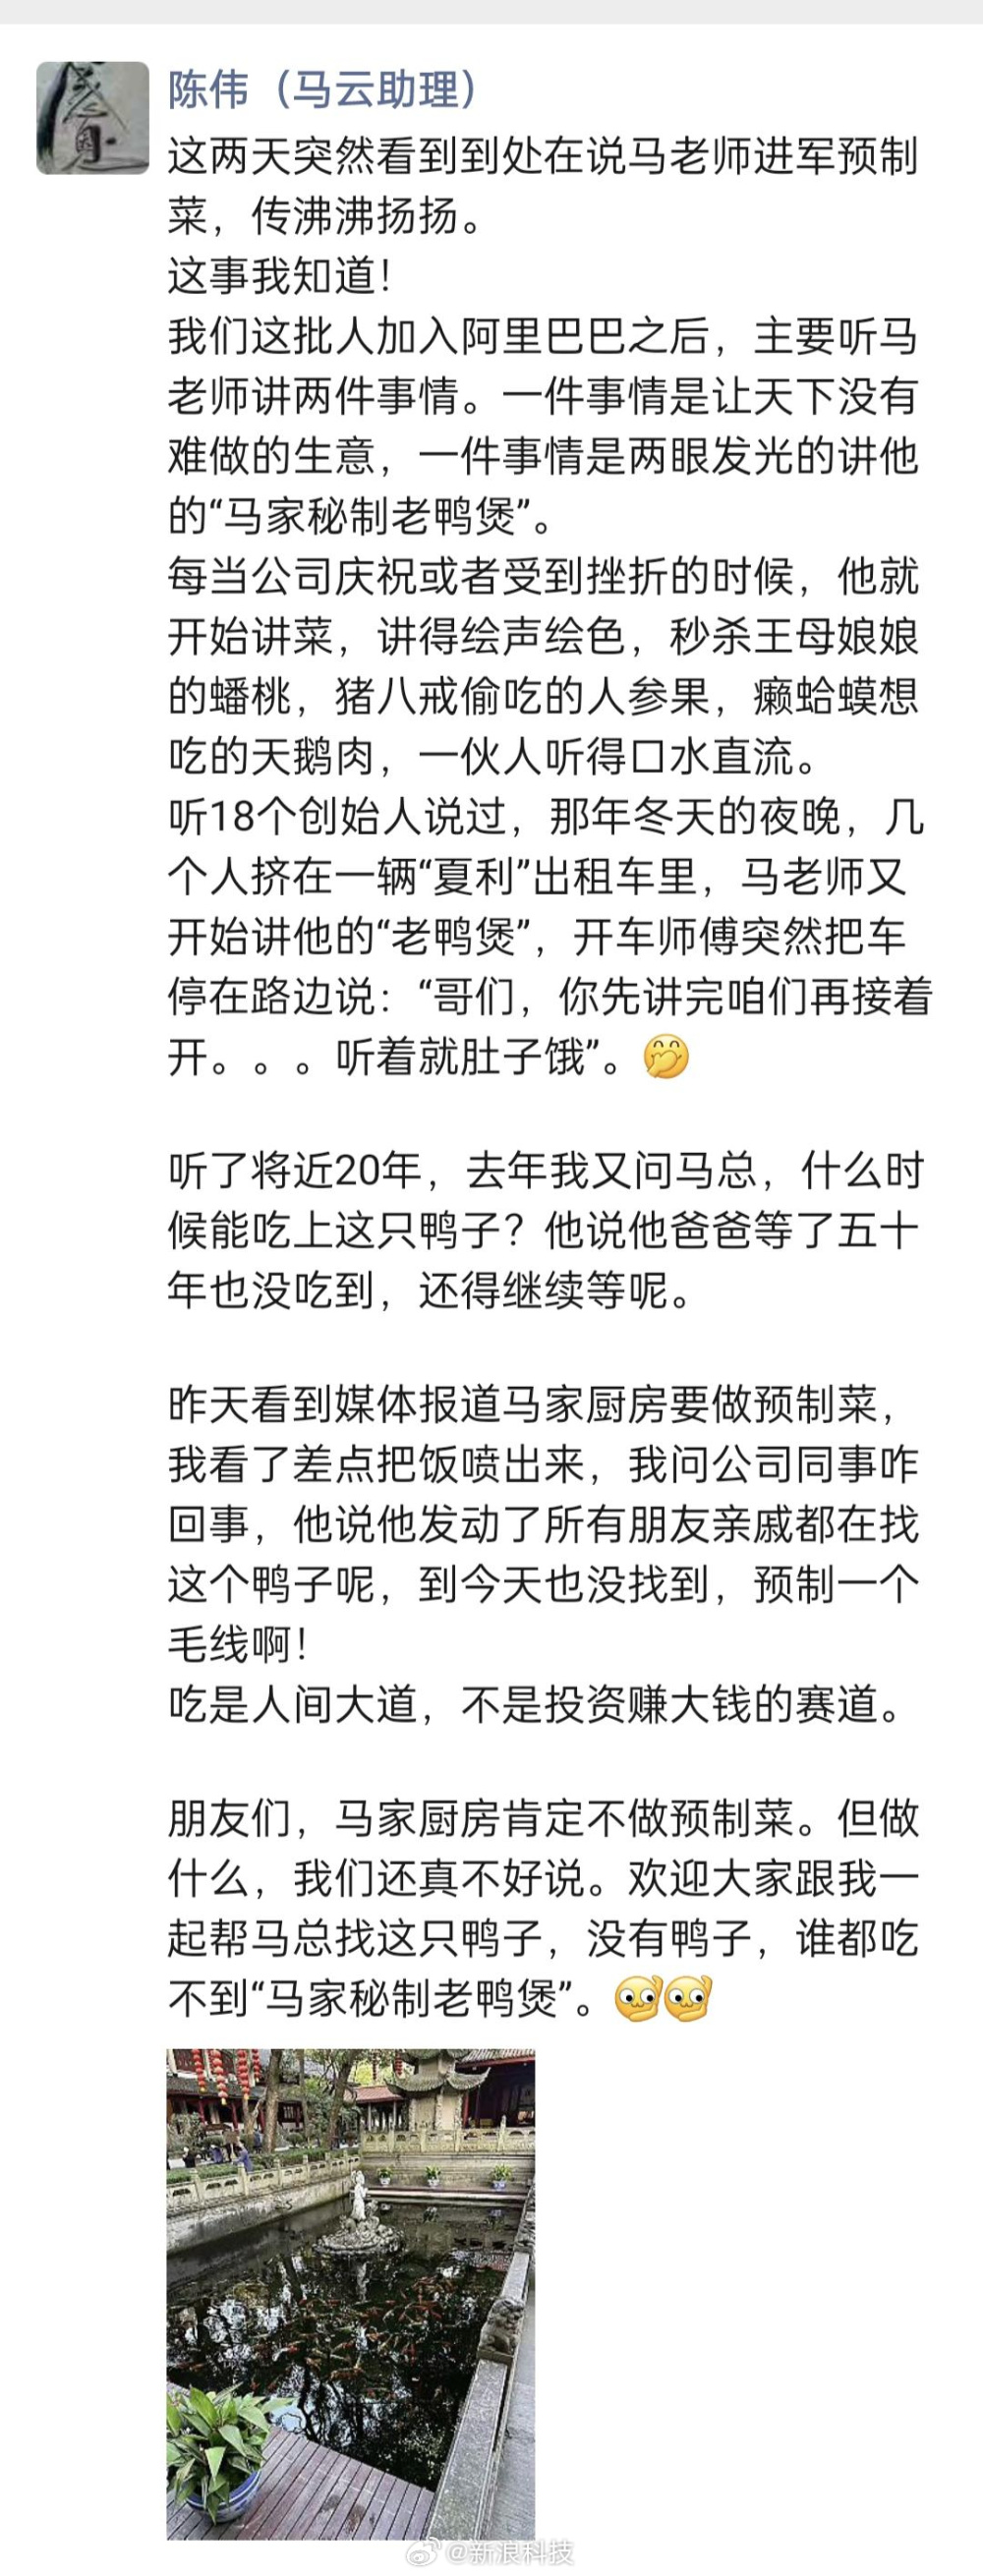 陈伟（马云助理）
这两天突然看到到处在说马老师进军预制
菜，传沸沸扬扬。
这事我知道！
我们这批人加入阿里巴巴之后，主要听马
老师讲两件事情。一件事情是让天下没有
难做的生意，一件事情是两眼发光的讲他
的“马家秘制老鸭煲”。
每当公司庆祝或者受到挫折的时候，他就
开始讲菜，讲得绘声绘色，秒杀王母娘娘
的蟠桃，猪八戒偷吃的人参果，癞蛤蟆想
吃的天鹅肉，一伙人听得口水直流。
听18个创始人说过，那年冬天的夜晚，几
个人挤在一辆“夏利”出租车里，马老师又
开始讲他的“老鸭煲”，开车师傅突然把车
停在路边说：“哥们，你先讲完咱们再接着
开。。。听着就肚子饿”。🤭
听了将近20年，去年我又问马总，什么时
候能吃上这只鸭子？他说他爸爸等了五十
年也没吃到，还得继续等呢。
昨天看到媒体报道马家厨房要做预制菜，
我看了差点把饭喷出来，我问公司同事咋
回事，他说他发动了所有朋友亲戚都在找
这个鸭子呢，到今天也没找到，预制一个
毛线啊！
吃是人间大道，不是投资赚大钱的赛道。
朋友们，马家厨房肯定不做预制菜。但做
什么，我们还真不好说。欢迎大家跟我一
起帮马总找这只鸭子，没有鸭子，谁都吃
不到“马家秘制老鸭煲”。
@新浪科技